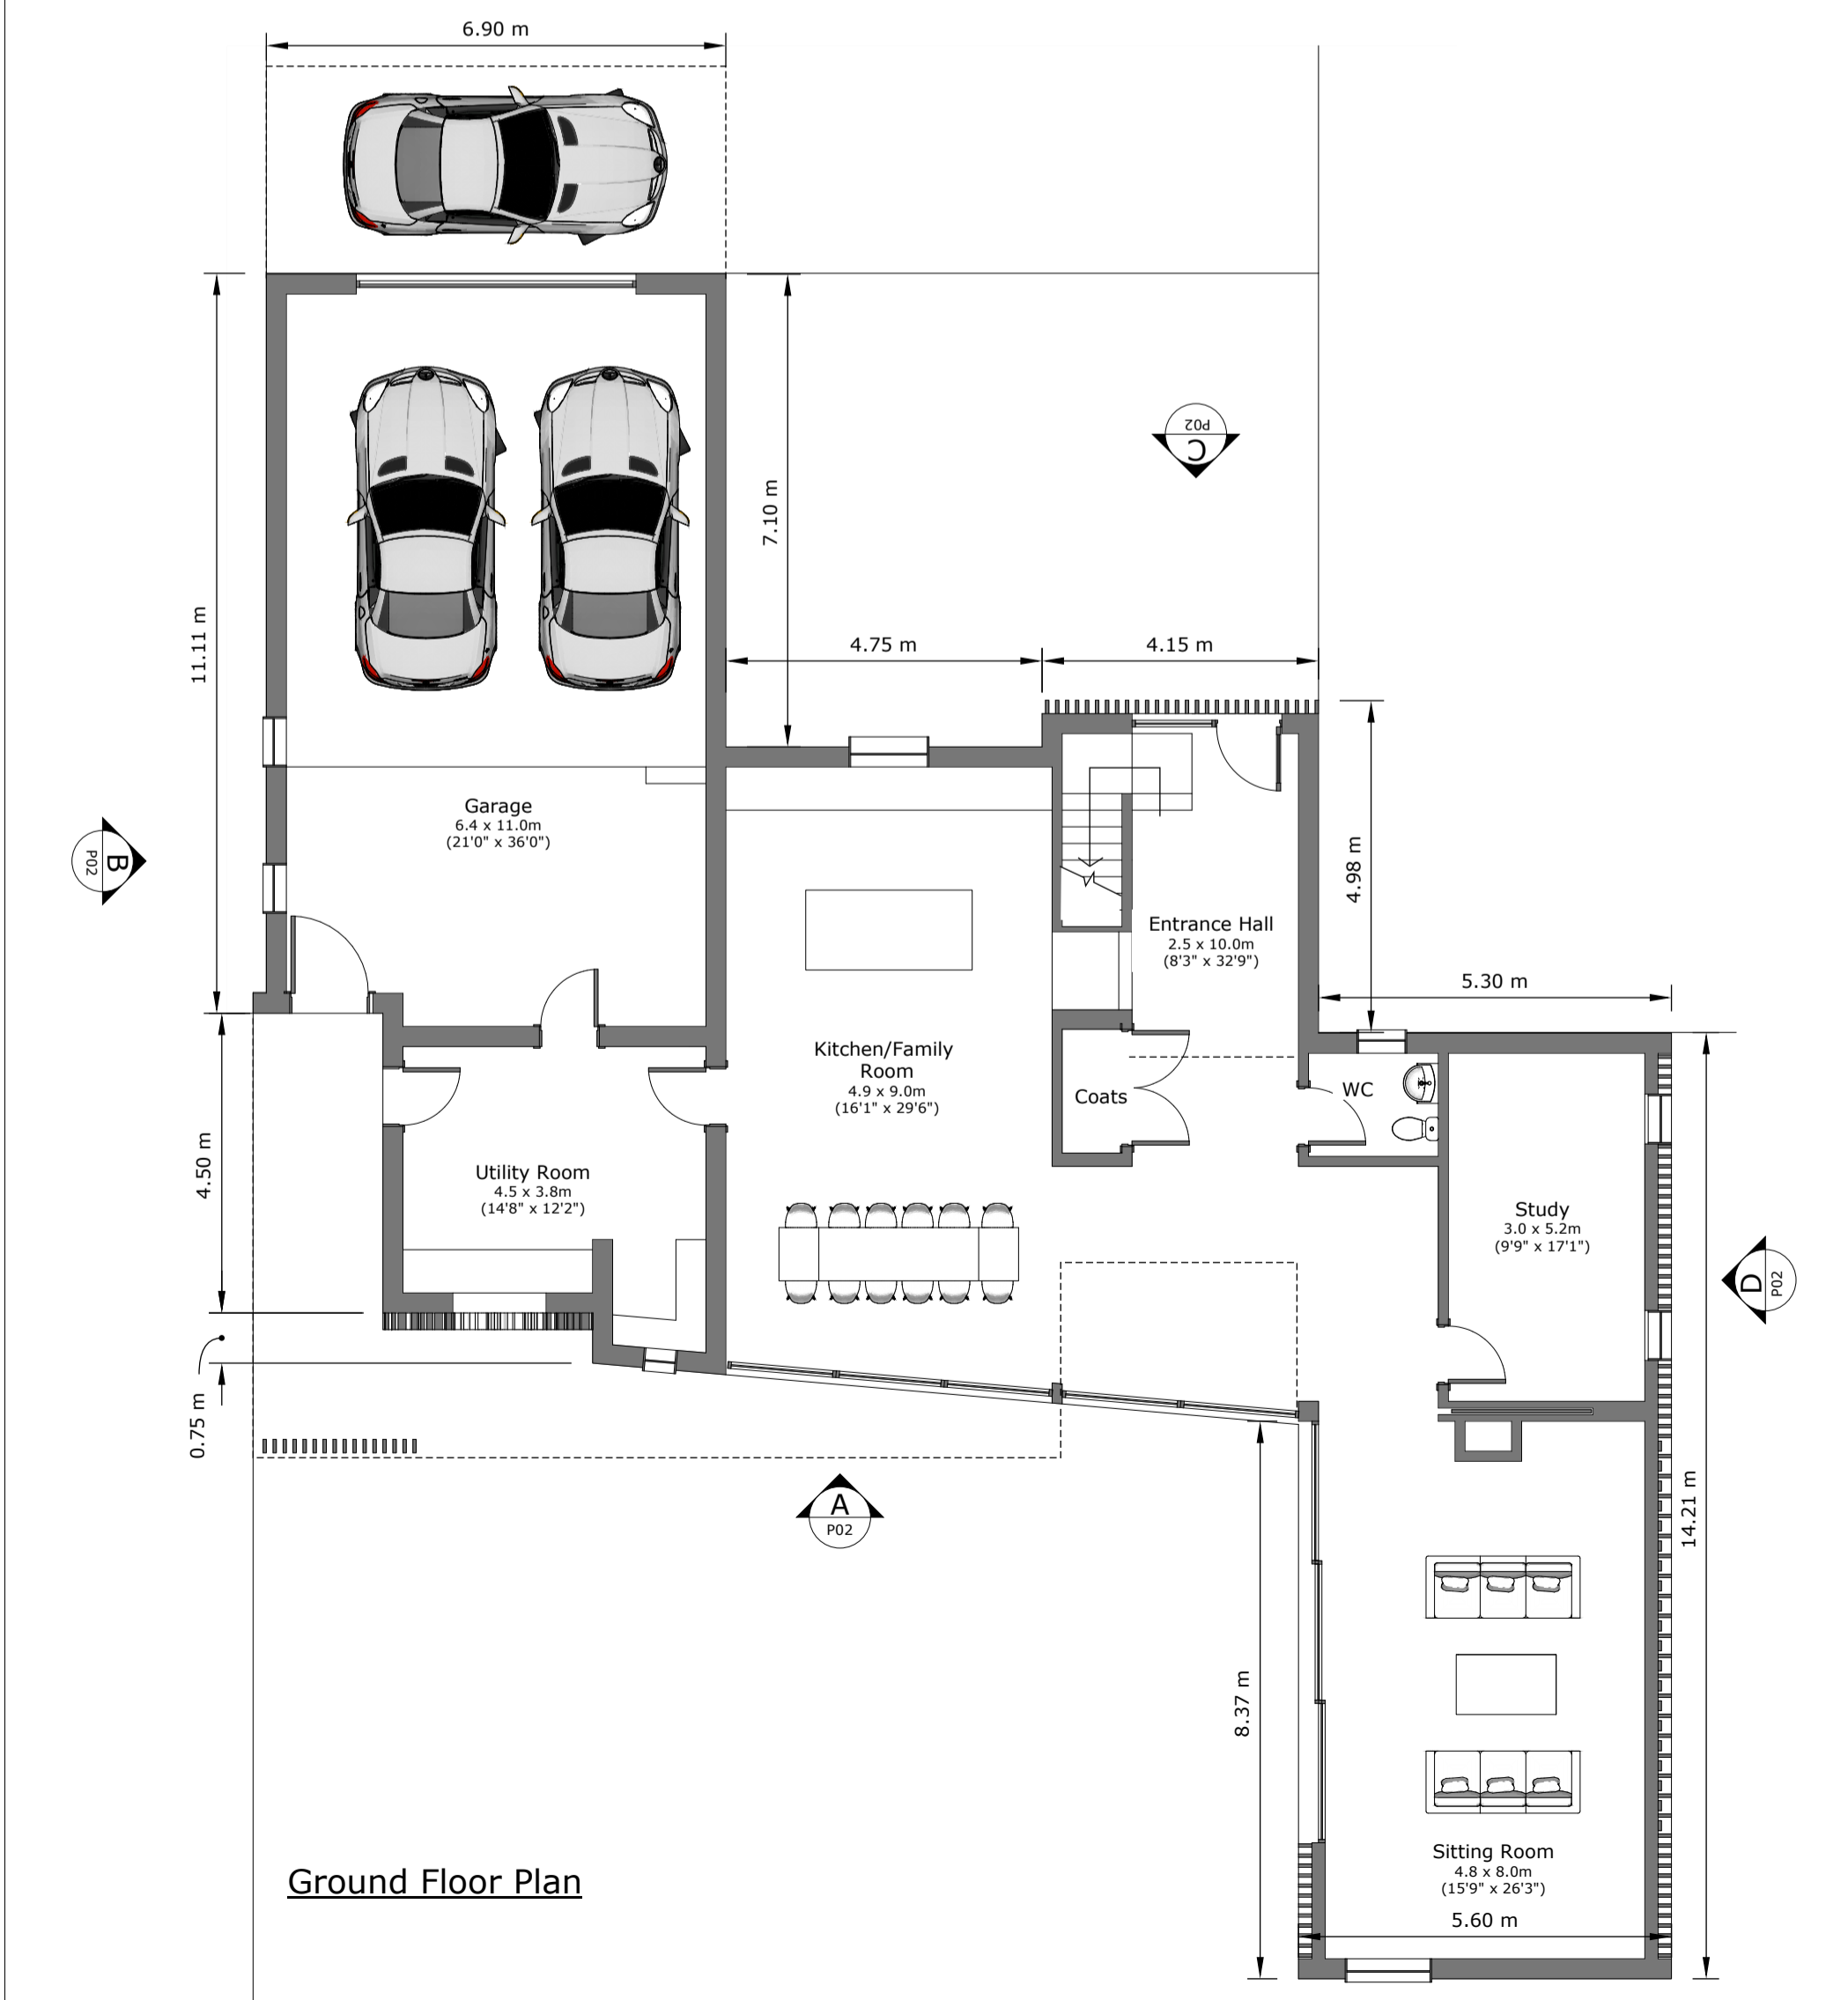 6.90 m
P02
C
7.10 m
11.11 m
4.75 m
4.15 m
Garage
6.4 x 11.0m
(21'0" x 36'0")
B
P02
4.98 m
Entrance Hall
2.5 x 10.0m
(8'3" x 32'9")
5.30 m
Kitchen/Family
Room
4.9 x 9.0m
(16'1" x 29'6")
Coats
WC
4.50 m
Utility Room
4.5 x 3.8m
(14'8" x 12'2")
Study
3.0 x 5.2m
(9'9" x 17'1")
D
P02
0.75 m
A
P02
14.21 m
8.37 m
Sitting Room
4.8 x 8.0m
(15'9" x 26'3")
5.60 m
Ground Floor Plan